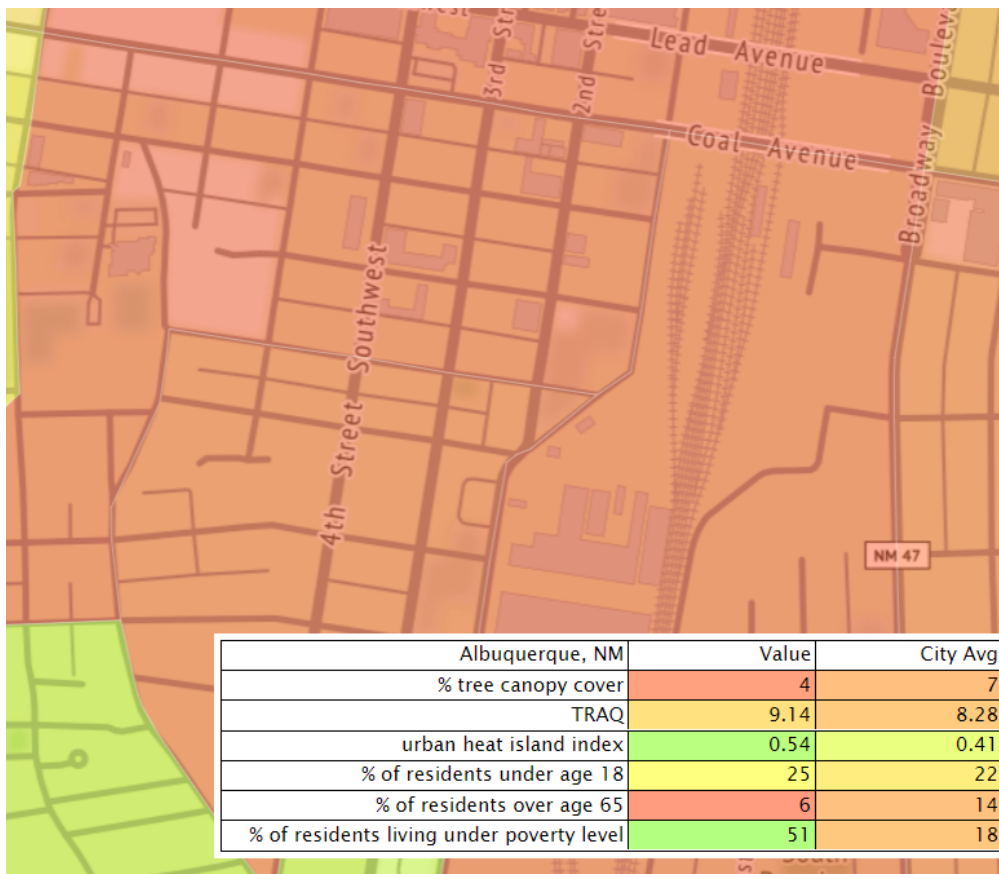 Lead Avenue
3rd
2nd
Coal Avenue
Broadway
4th Street Southwest
NM 47
Albuquerque, NM Value City Avg
% tree canopy cover 4 7
TRAQ 9.14 8.28
urban heat island index 0.54 0.41
% of residents under age 18 25 22
% of residents over age 65 6 14
% of residents living under poverty level 51 18
South